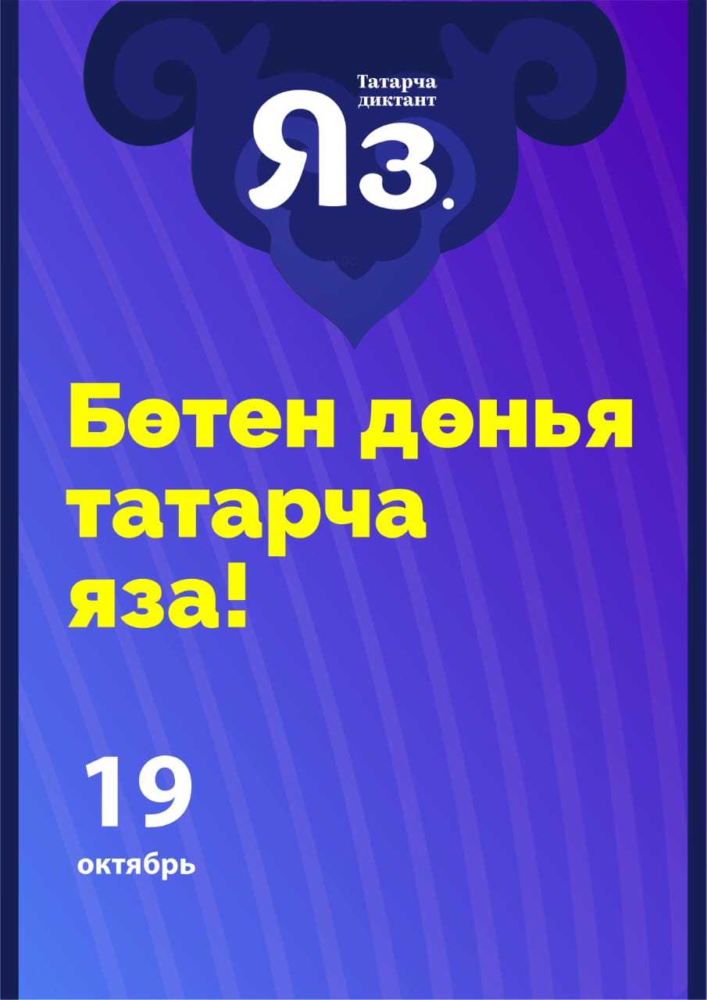 Татарча
диктант
Яз.
Бөтен дөнья
татарча
яза!
19
октябрь